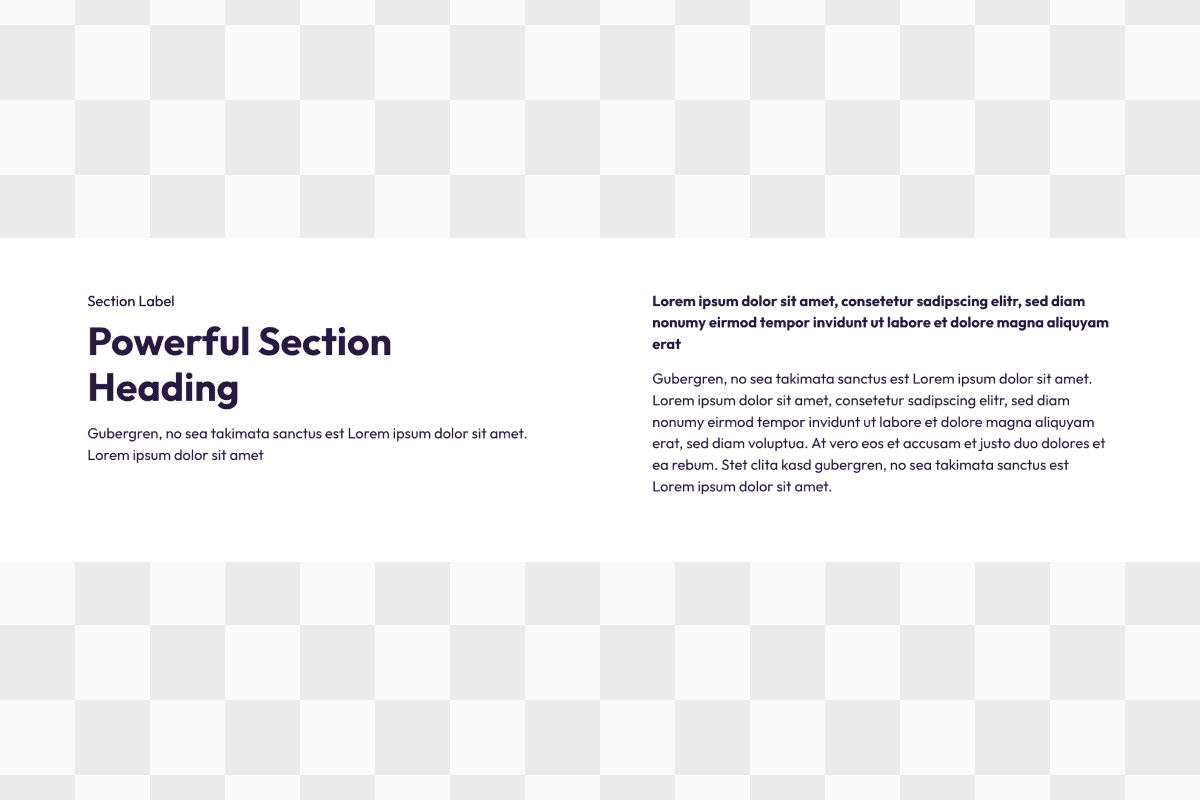 Section Label
Powerful Section
Heading
Gubergren, no sea takimata sanctus est Lorem ipsum dolor sit amet.
Lorem ipsum dolor sit amet
Lorem ipsum dolor sit amet, consetetur sadipscing elitr, sed diam
nonumy eirmod tempor invidunt ut labore et dolore magna aliquyam
erat
Gubergren, no sea takimata sanctus est Lorem ipsum dolor sit amet.
Lorem ipsum dolor sit amet, consetetur sadipscing elitr, sed diam
nonumy eirmod tempor invidunt ut labore et dolore magna aliquyam
erat, sed diam voluptua. At vero eos et accusam et justo duo dolores et
ea rebum. Stet clita kasd gubergren, no sea takimata sanctus est
Lorem ipsum dolor sit amet.